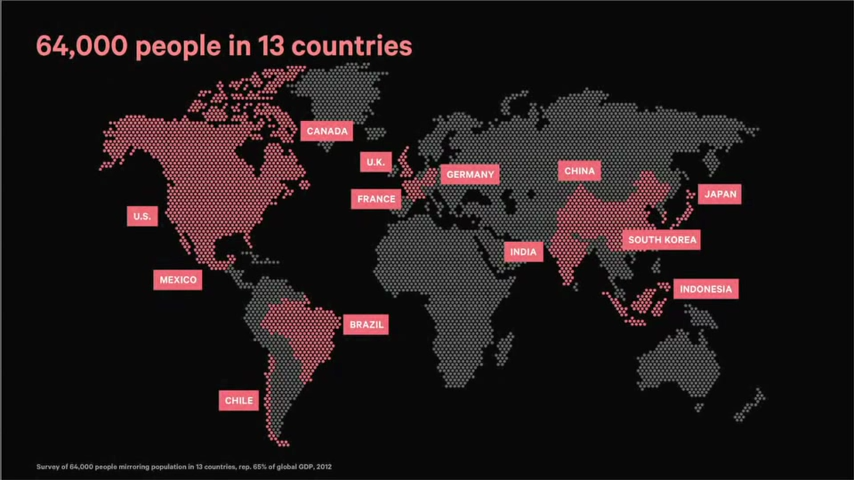 64,000 people in 13 countries
CANADA
U.K.
GERMANY
CHINA
FRANCE
JAPAN
U.S.
SOUTH KOREA
INDIA
MEXICO
INDONESIA
BRAZIL
CHILE
Survey of 64,000 people mirroring population in 13 countries, rep. 65% of global GDP, 2012